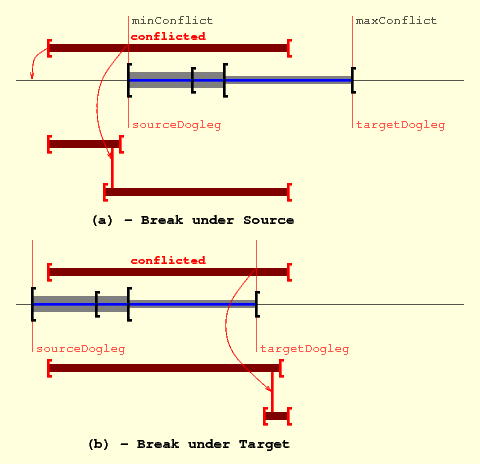 minConflict
maxConflict
conflicted
sourceDogleg
targetDogleg
(a) - Break under Source
conflicted
sourceDogleg
targetDogleg
(b) - Break under Target